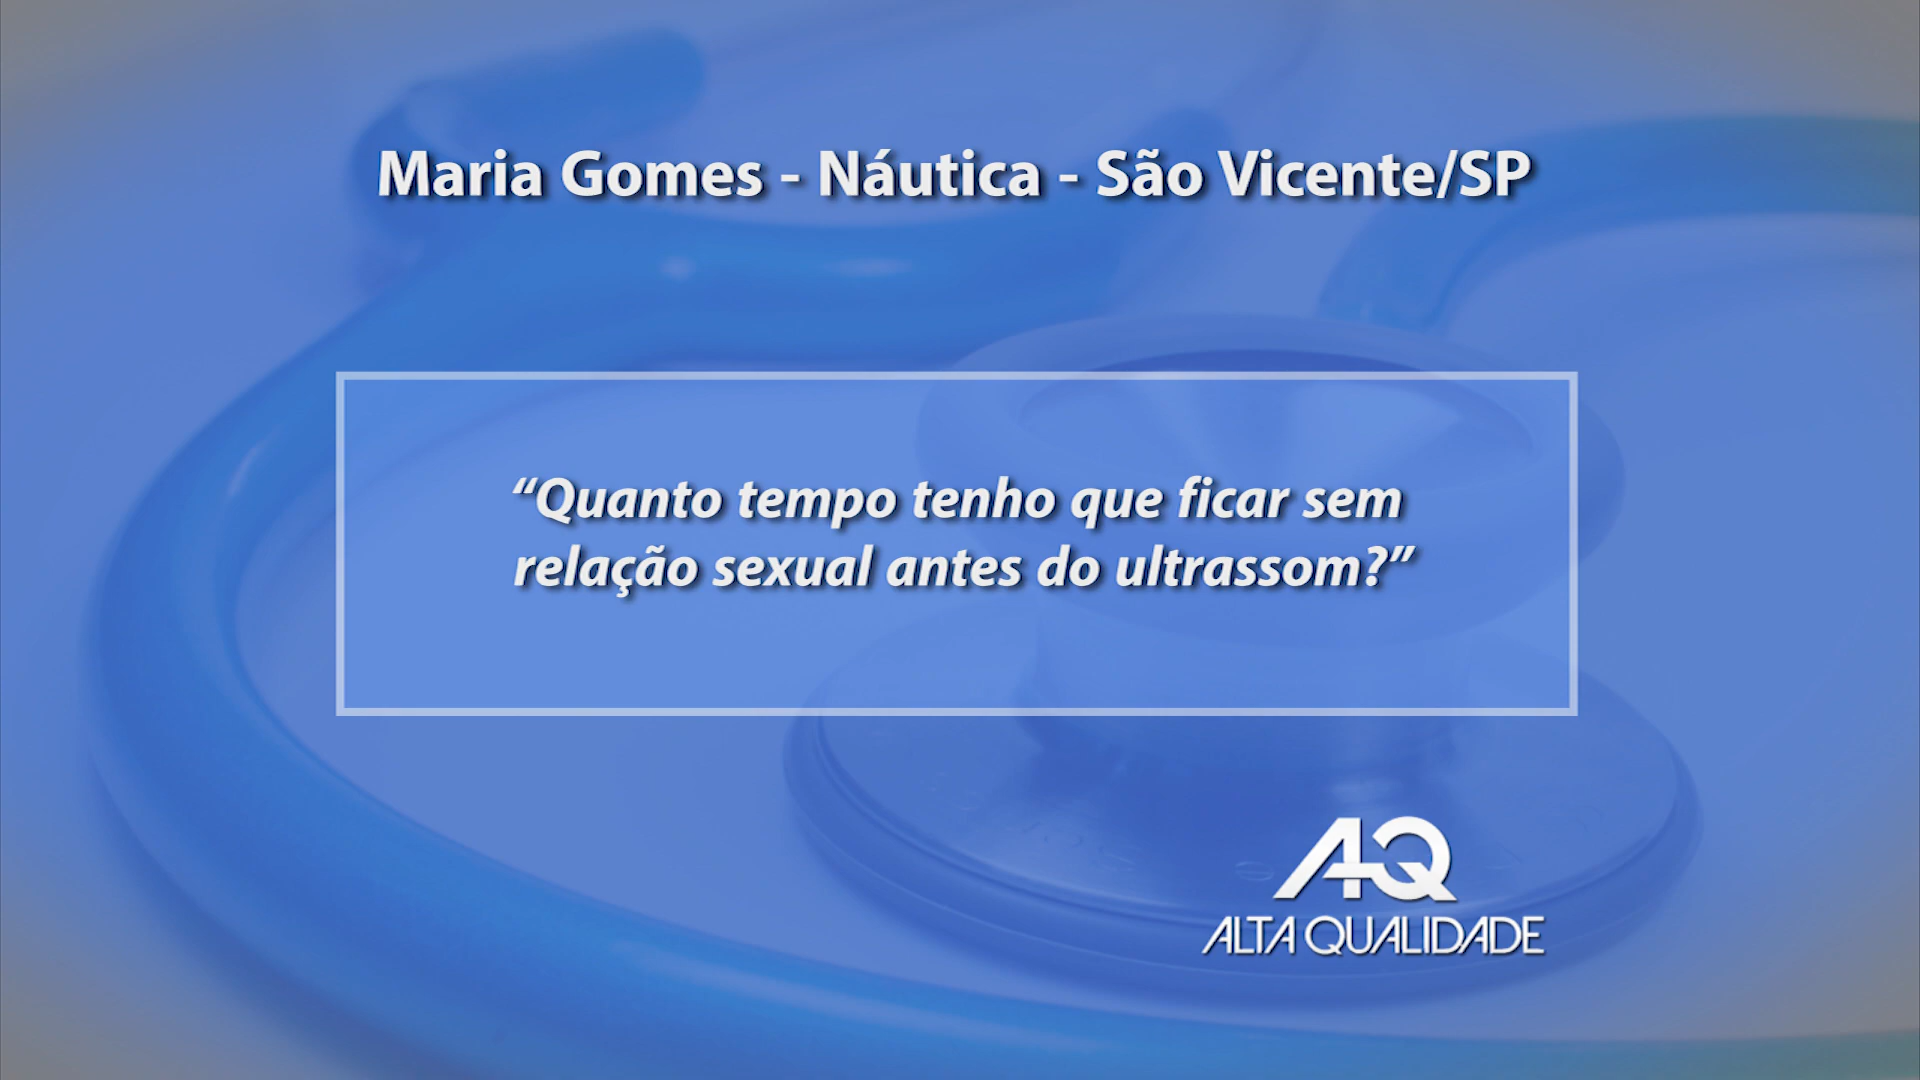 Maria Gomes - Náutica - São Vicente/SP
“Quanto tempo tenho que ficar sem
relação sexual antes do ultrassom?”
AQ
ALTA QUALIDADE